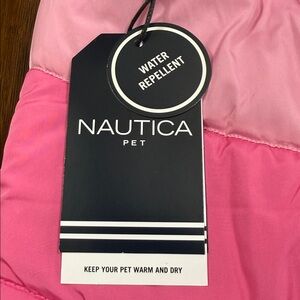 WATER
REPELLENT
NAUTICA
PET
KEEP YOUR PET WARM AND DRY